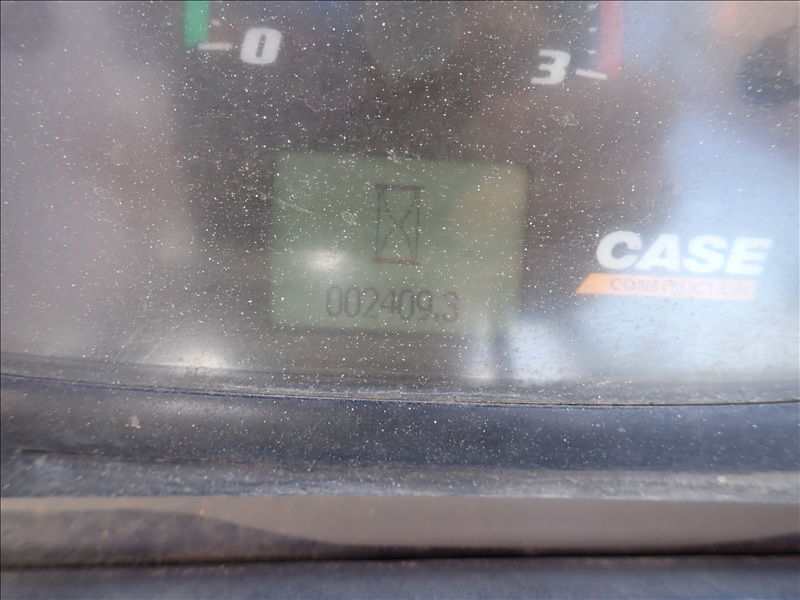 0
3
CASE
CONSTRUCTION
002409.3